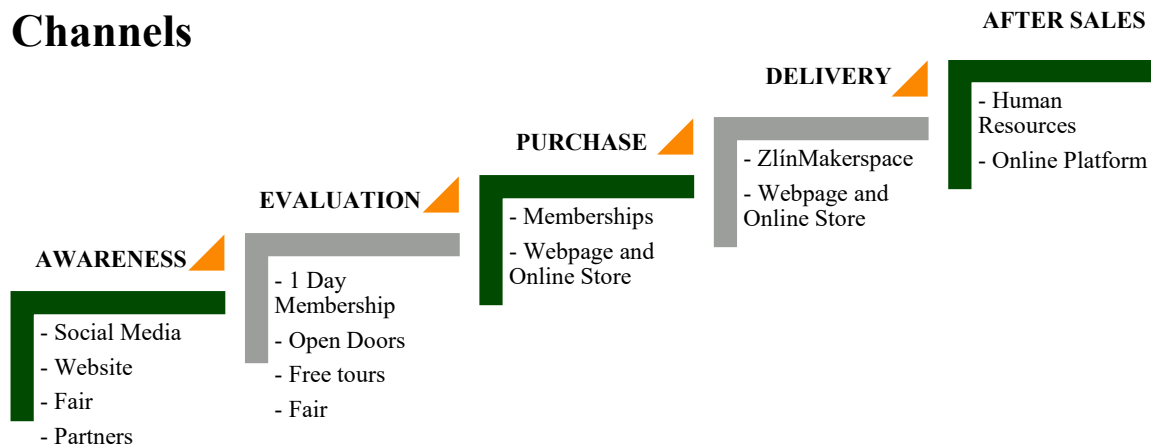 Channels
AWARENESS
- Social Media
- Website
- Fair
- Partners
EVALUATION
- 1 Day
Membership
- Open Doors
- Free tours
- Fair
PURCHASE
- Memberships
- Webpage and
Online Store
DELIVERY
- ZlínMakerspace
- Webpage and
Online Store
AFTER SALES
- Human
Resources
- Online Platform